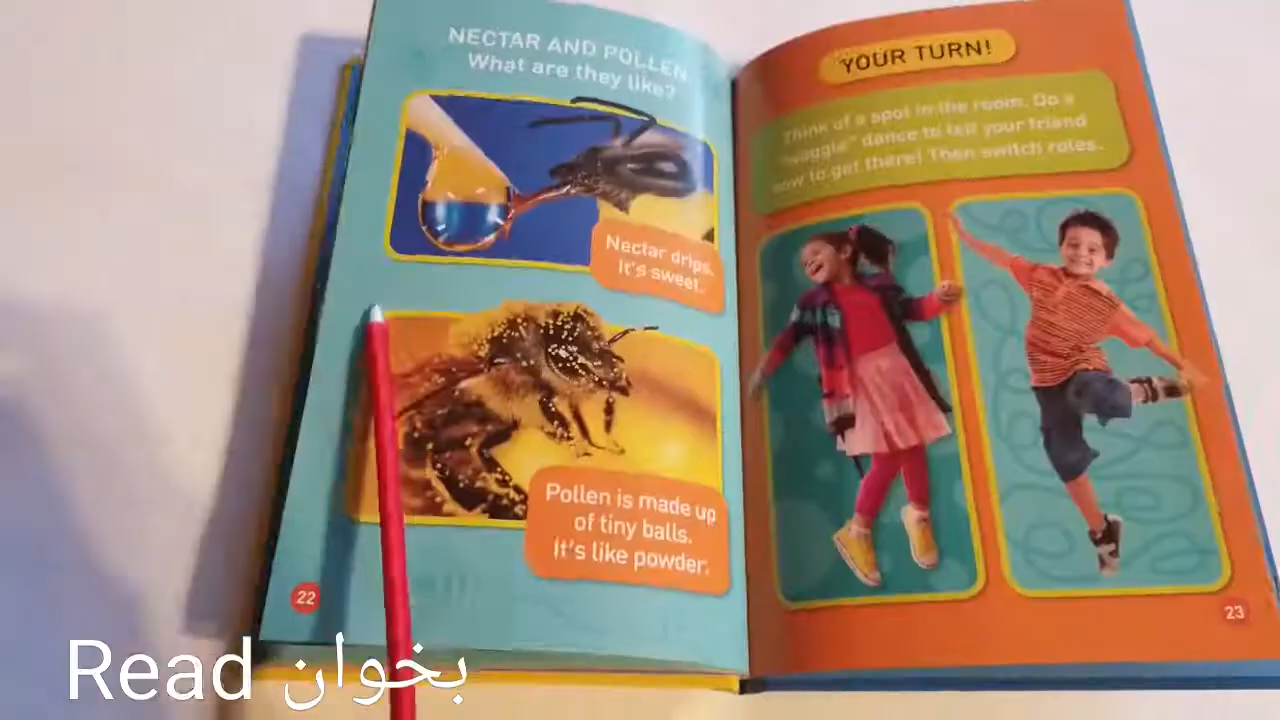 NECTAR AND POLLEN.
What are they like?
Nectar drips.
It's sweet.
Pollen is made up
of tiny balls.
It's like powder.
22
YOUR TURN!
Think of a spot in the room. Do a
"waggle" dance to tell your friend
how to get there! Then switch roles.
23
Read بخوان